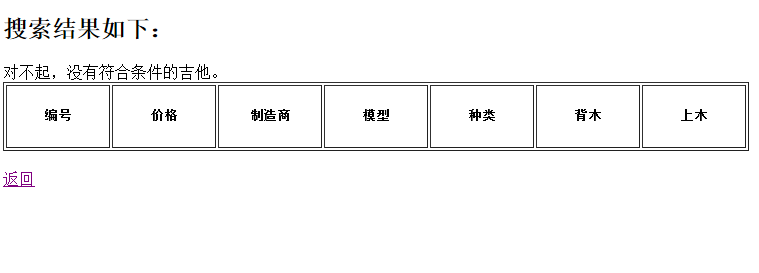 搜索结果如下：
对不起，没有符合条件的吉他。
编号 价格 制造商 模型 种类 背木 上木
返回